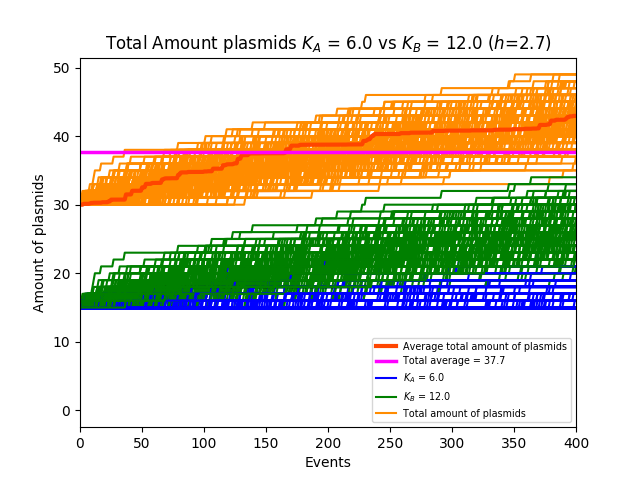 Total Amount plasmids K_A = 6.0 vs K_B = 12.0 (h=2.7)
50
40
30
20
10
0
Amount of plasmids
0 50 100 150 200 250 300 350 400
Events
Average total amount of plasmids
Total average = 37.7
K_A = 6.0
K_B = 12.0
Total amount of plasmids